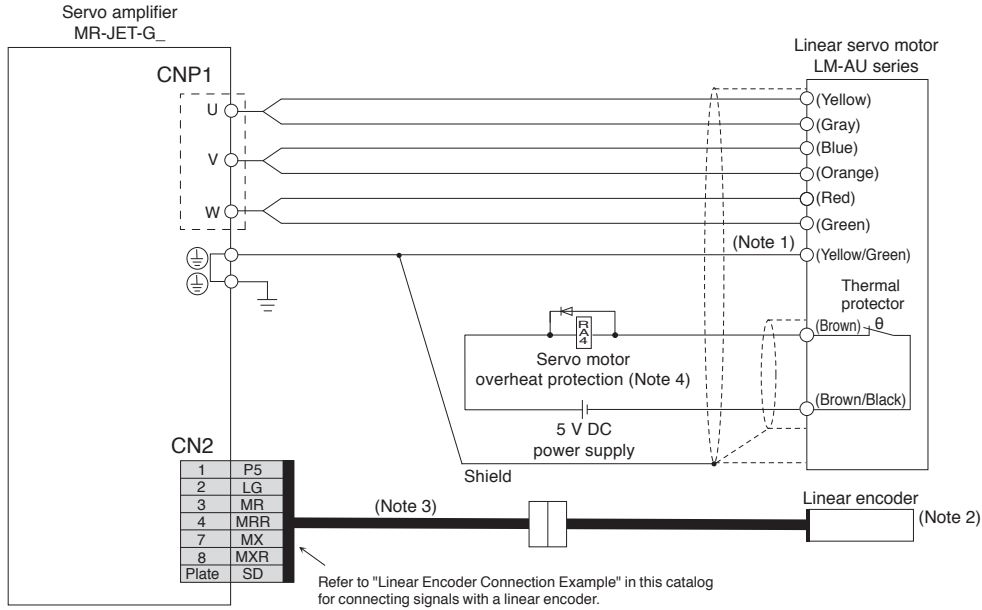 Servo amplifier
MR-JET-G_
Linear servo motor
LM-AU series
CNP1
U
V
W
(Yellow)
(Gray)
(Blue)
(Orange)
(Red)
(Green)
(Note 1)
(Yellow/Green)
Thermal
protector
(Brown)
θ
RA4
Servo motor
overheat protection (Note 4)
(Brown/Black)
5 V DC
power supply
Shield
CN2
1 P5
2 LG
3 MR
4 MRR
7 MX
8 MXR
Plate SD
(Note 3)
Linear encoder
(Note 2)
Refer to "Linear Encoder Connection Example" in this catalog
for connecting signals with a linear encoder.